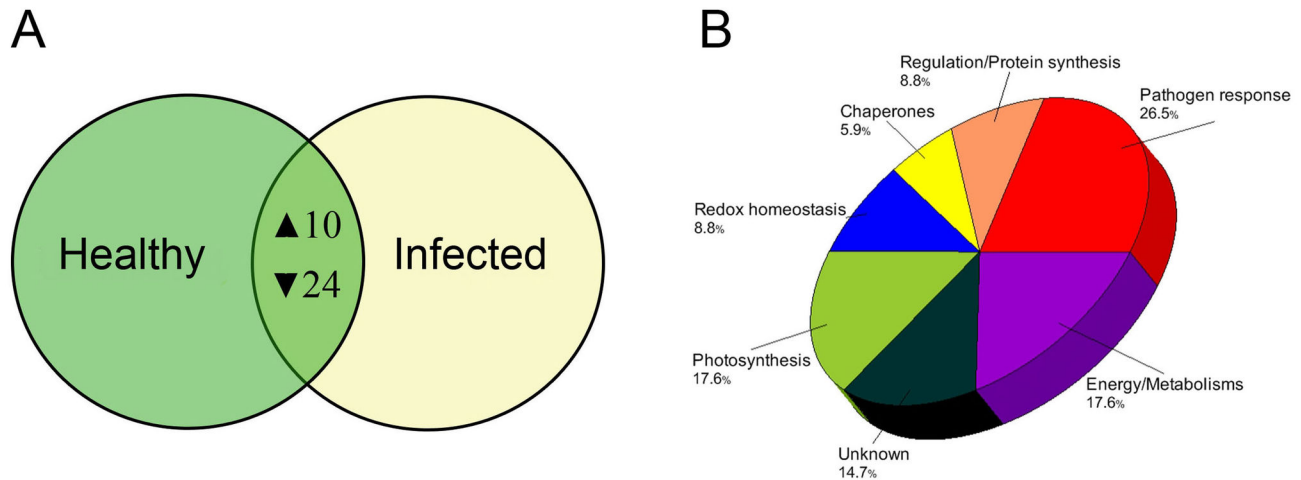 A
Healthy
▲10
▼24
Infected
B
Regulation/Protein synthesis
8.8%
Pathogen response
26.5%
Chaperones
5.9%
Redox homeostasis
8.8%
Photosynthesis
17.6%
Energy/Metabolisms
17.6%
Unknown
14.7%